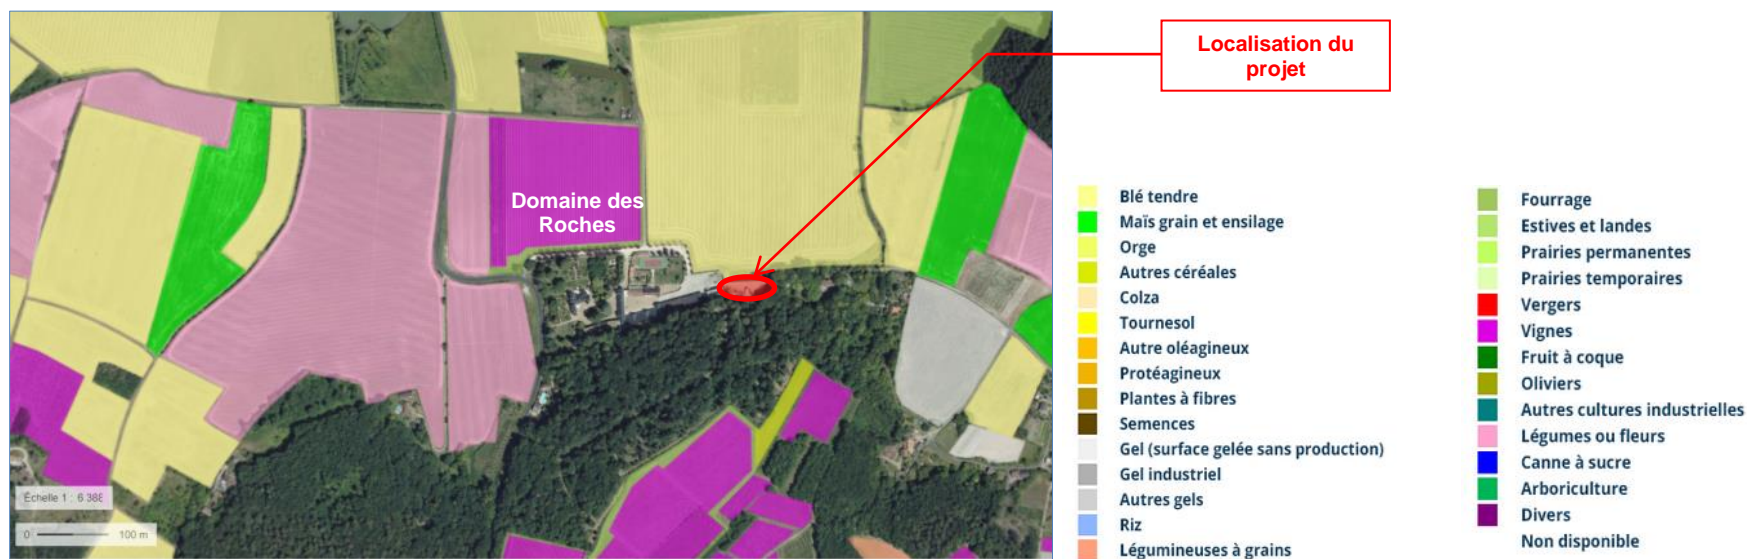 Localisation du
projet
Domaine des
Roches
Échelle 1 : 6 388
0 100 m
Blé tendre
Maïs grain et ensilage
Orge
Autres céréales
Colza
Tournesol
Autre oléagineux
Protéagineux
Plantes à fibres
Semences
Gel (surface gelée sans production)
Gel industriel
Autres gels
Riz
Légumineuses à grains
Fourrage
Estives et landes
Prairies permanentes
Prairies temporaires
Vergers
Vignes
Fruit à coque
Oliviers
Autres cultures industrielles
Légumes ou fleurs
Canne à sucre
Arboriculture
Divers
Non disponible